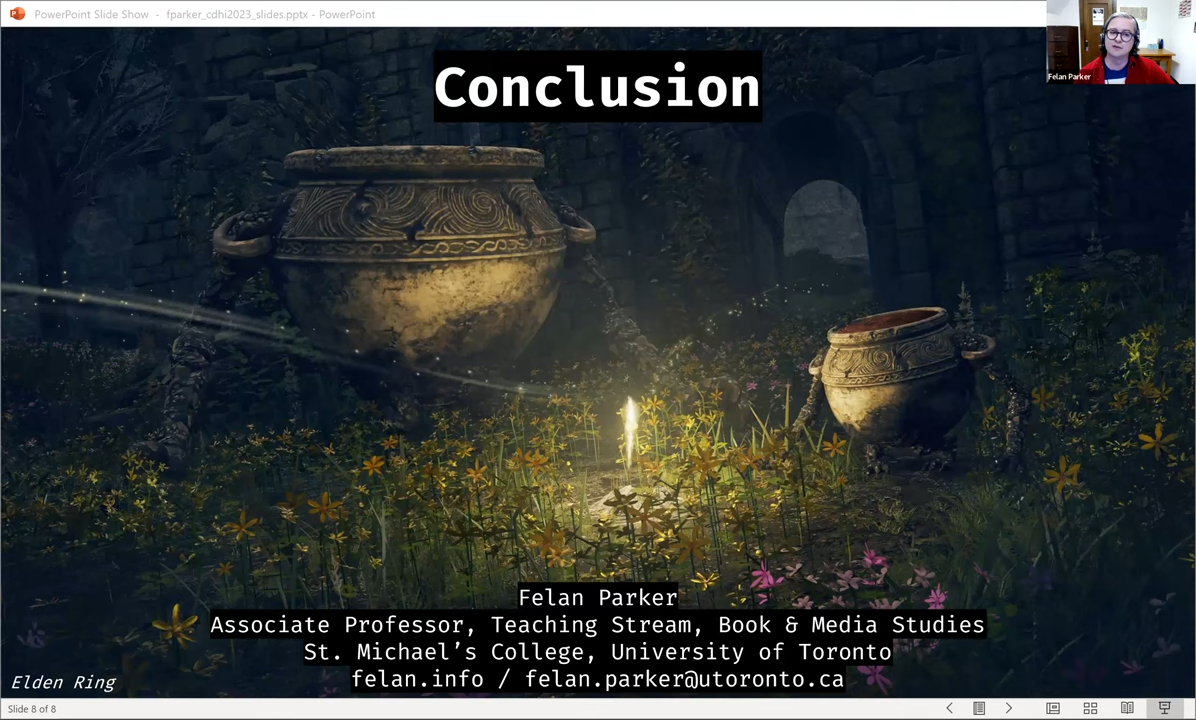 PowerPoint Slide Show - fparker_cdhi2023_slides.pptx - PowerPoint
Felan Parker
Conclusion
Felan Parker
Associate Professor, Teaching Stream, Book & Media Studies
St. Michael's College, University of Toronto
felan.info / felan.parker@utoronto.ca
Elden Ring
Slide 8 of 8